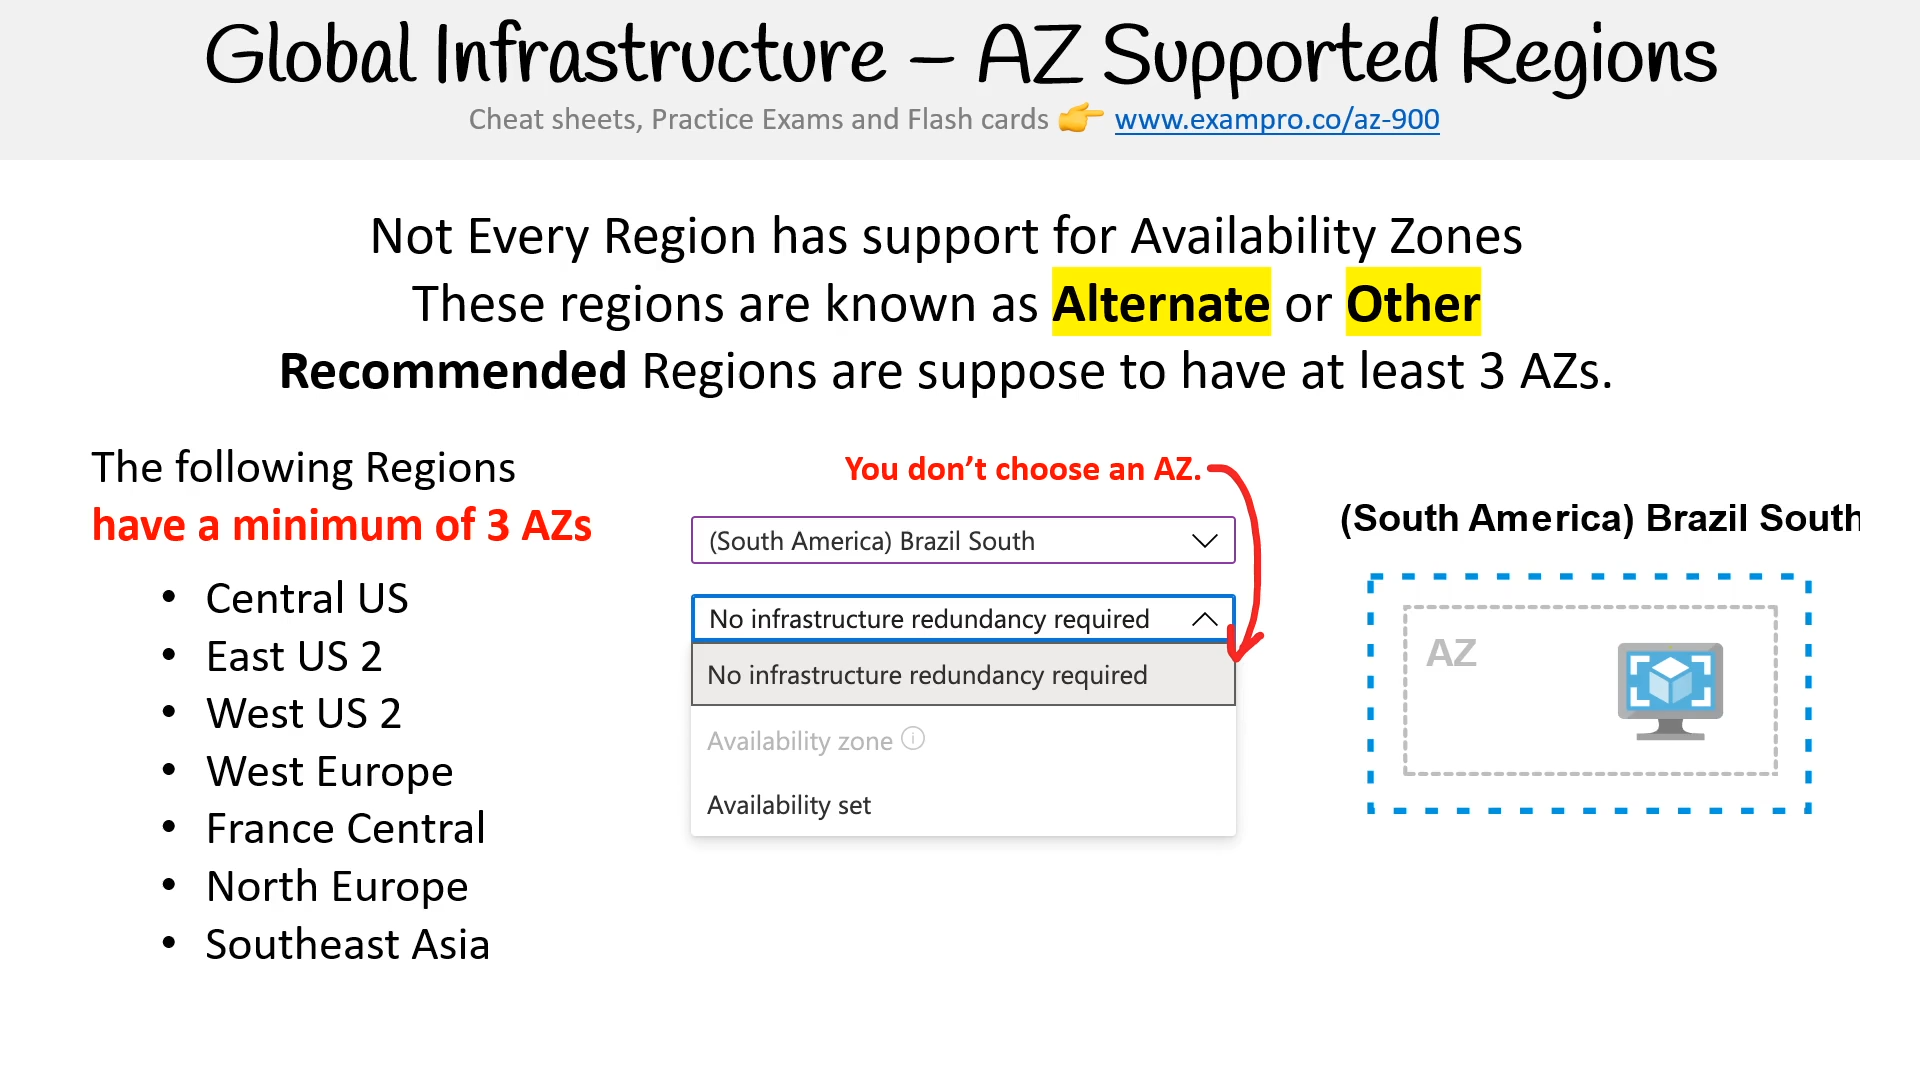 Global Infrastructure – AZ Supported Regions
Cheat sheets, Practice Exams and Flash cards 👉 www.exampro.co/az-900
Not Every Region has support for Availability Zones
These regions are known as Alternate or Other
Recommended Regions are suppose to have at least 3 AZs.
The following Regions
have a minimum of 3 AZs
• Central US
• East US 2
• West US 2
• West Europe
• France Central
• North Europe
• Southeast Asia
You don't choose an AZ.
(South America) Brazil South
No infrastructure redundancy required
No infrastructure redundancy required
Availability zone
Availability set
(South America) Brazil South
AZ